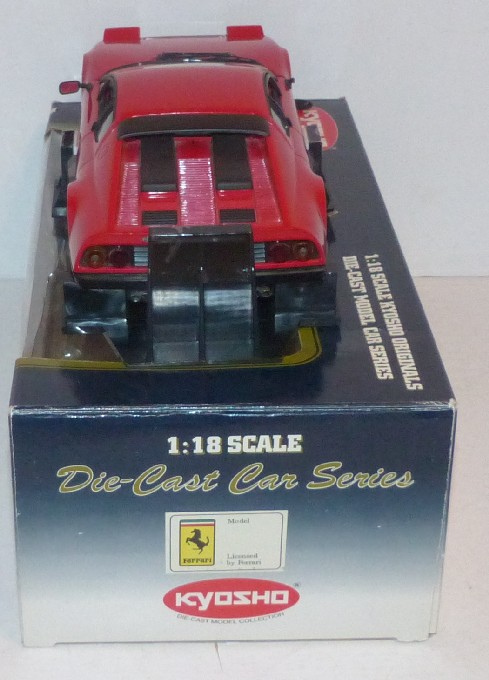 1:18 SCALE KYOSHO ORIGINALS
DIE-CAST MODEL CAR SERIES
1:18 SCALE
Die-Cast Car Series
Model
Licensed
by Ferrari
Ferrari
KYOSHO
®
DIE-CAST MODEL COLLECTION